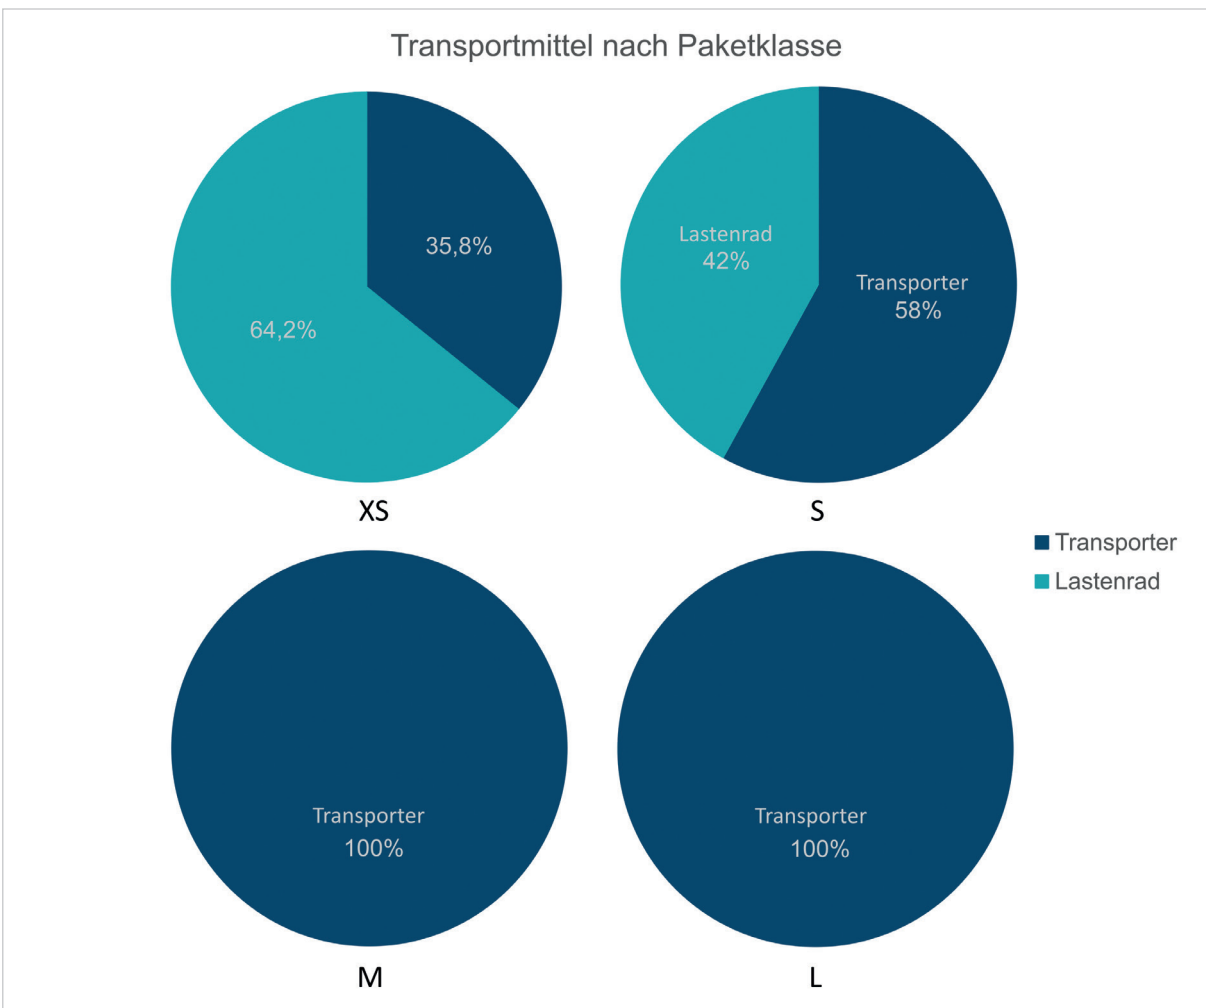 Transportmittel nach Paketklasse
35,8%
64,2%
XS
Lastenrad
42%
Transporter
58%
S
Transporter
Lastenrad
Transporter
100%
M
Transporter
100%
L